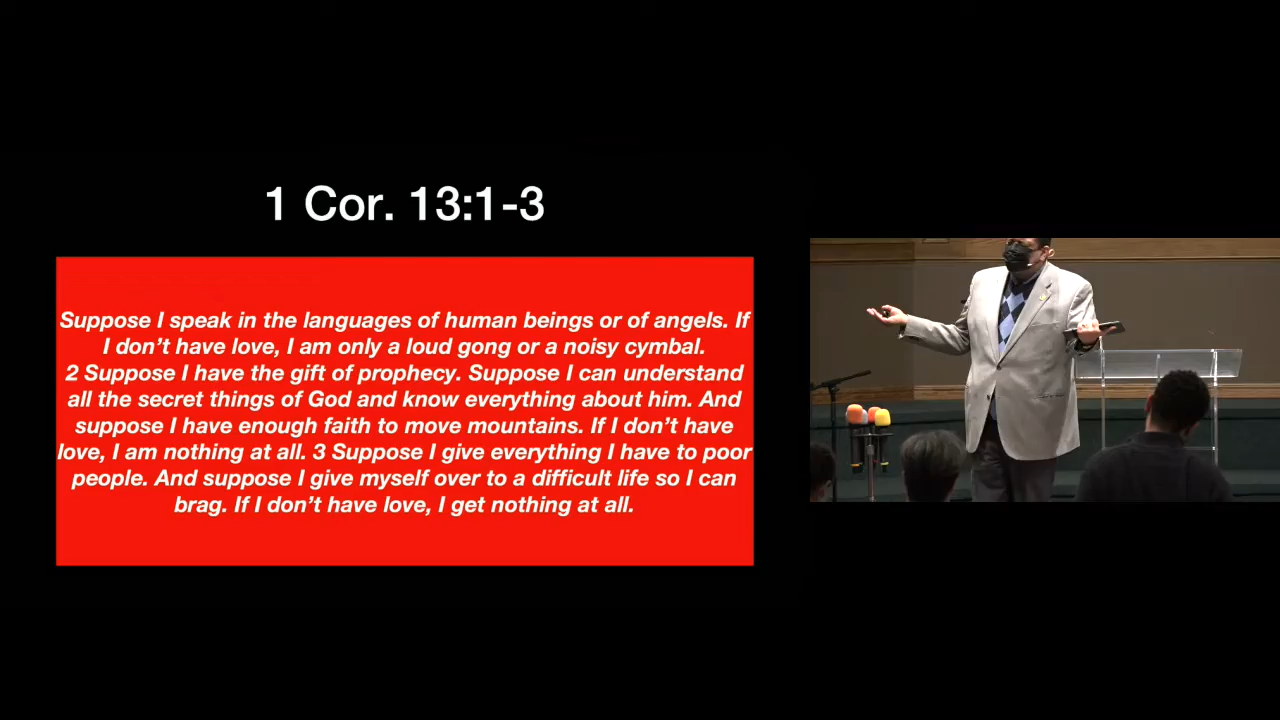 1 Cor. 13:1-3
Suppose I speak in the languages of human beings or of angels. If
I don’t have love, I am only a loud gong or a noisy cymbal.
2 Suppose I have the gift of prophecy. Suppose I can understand
all the secret things of God and know everything about him. And
suppose I have enough faith to move mountains. If I don’t have
love, I am nothing at all. 3 Suppose I give everything I have to poor
people. And suppose I give myself over to a difficult life so I can
brag. If I don’t have love, I get nothing at all.